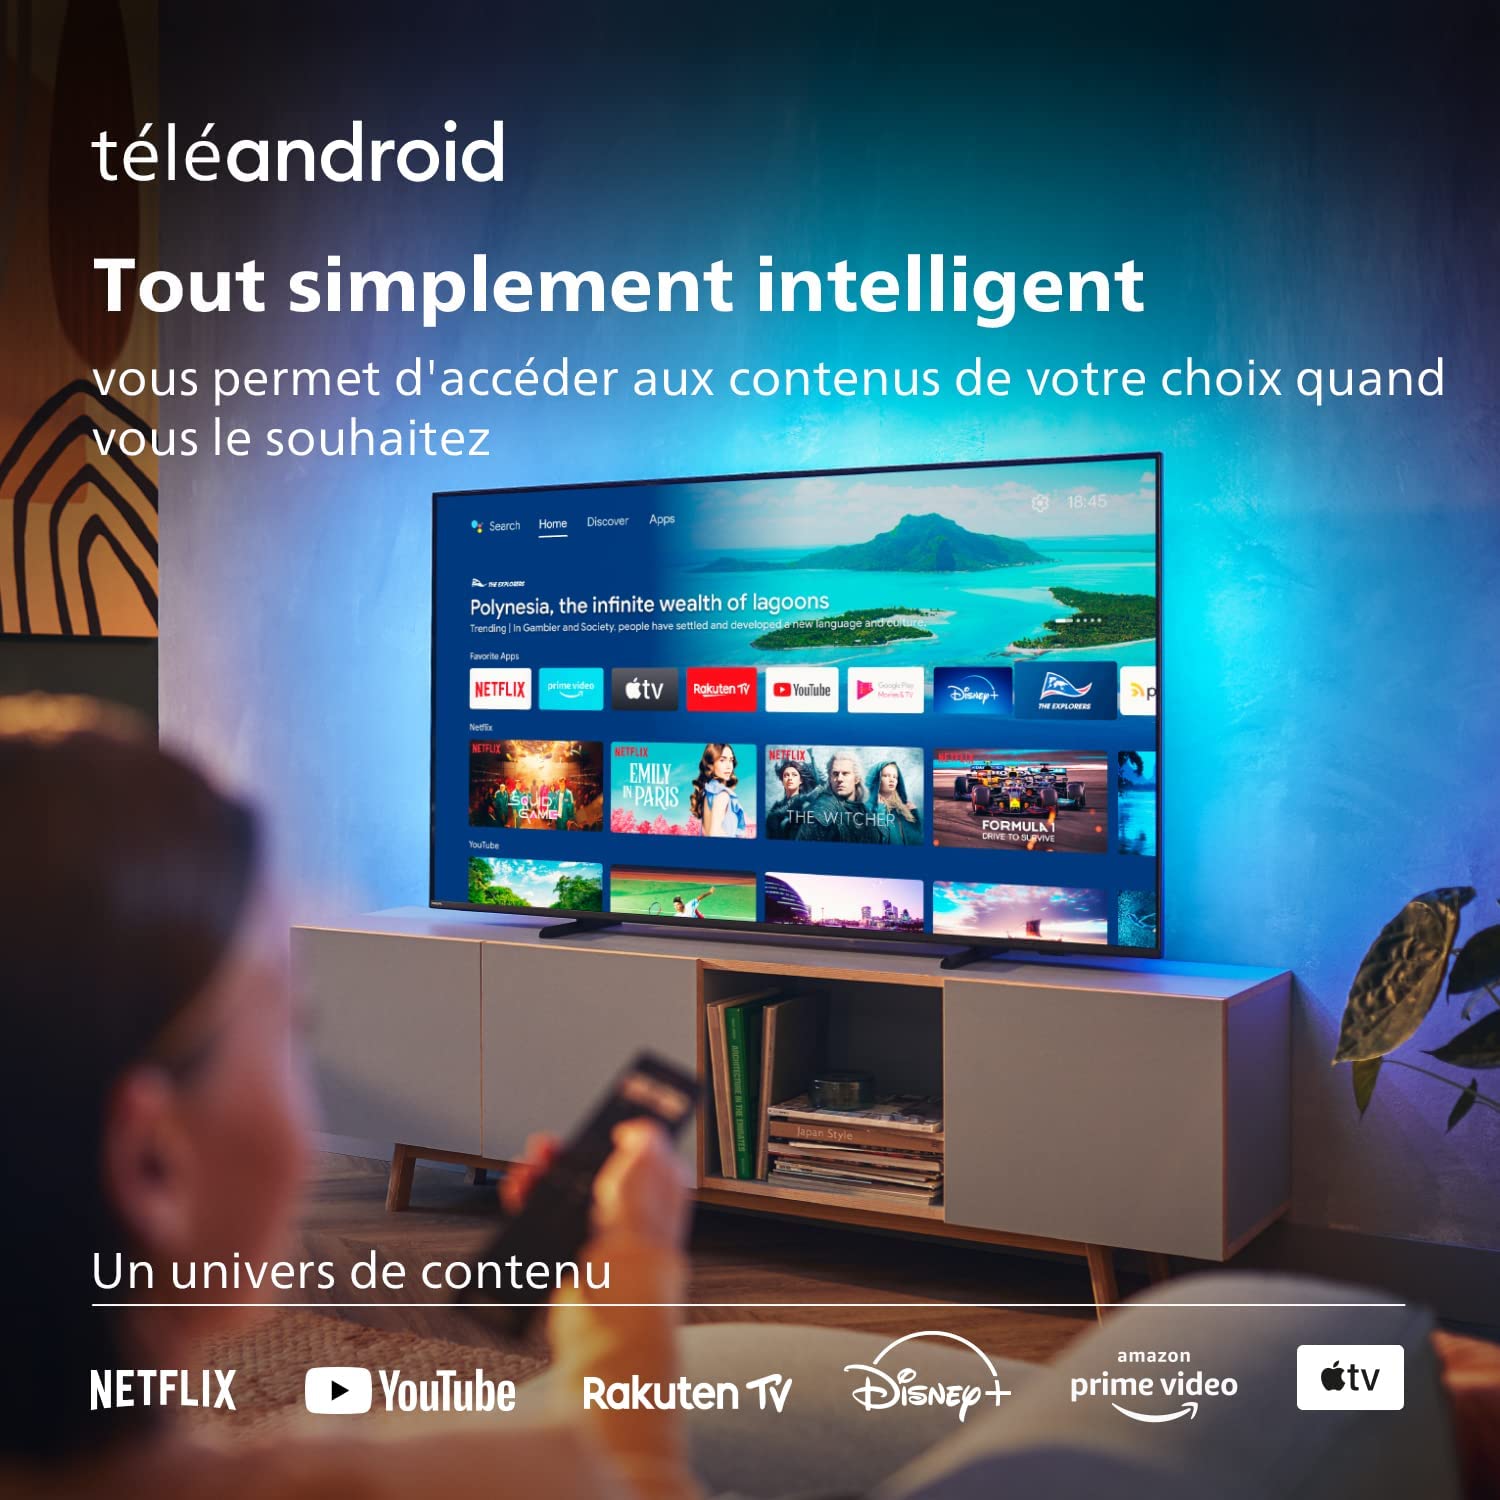 téléandroid
Tout simplement intelligent
vous permet d'accéder aux contenus de votre choix quand
vous le souhaitez
Search Home Discover Apps
18:45
THE EXPLORERS
Polynesia, the infinite wealth of lagoons
Trending | In Gambier and Society, people have settled and developed a new language and culture.
Favorite Apps
NETFLIX prime video tv Rakuten TV YouTube Google Play Movies & TV Disney+ THE EXPLORERS p
Netflix
NETFLIX
SQUID
GAME
NETFLIX
EMILY
IN PARIS
NETFLIX
THE WITCHER
NETFLIX
FORMULA 1
DRIVE TO SURVIVE
YouTube
ARCHITECTURE IN THE EMIRATES
Japan Style
Un univers de contenu
NETFLIX YouTube Rakuten TV Disney+ amazon prime video tv